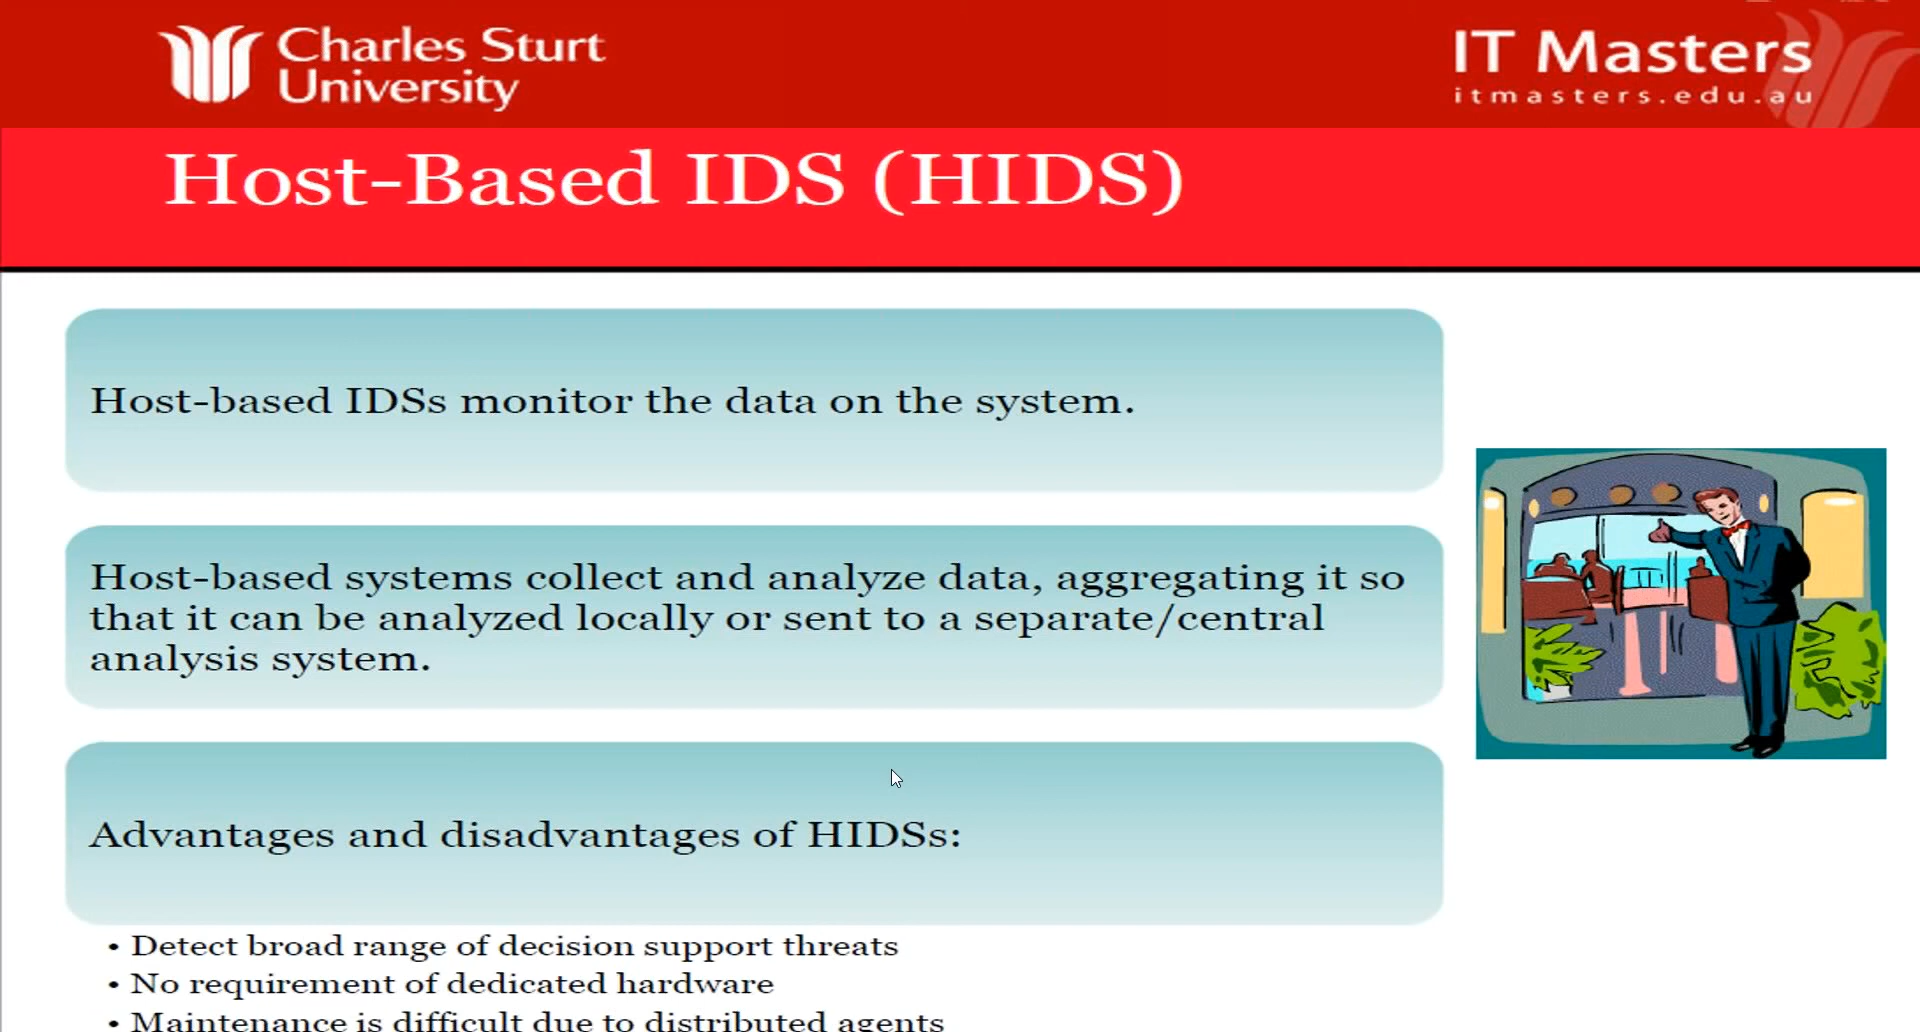 Charles Sturt
University
IT Masters
itmasters.edu.au
Host-Based IDS (HIDS)
Host-based IDSs monitor the data on the system.
Host-based systems collect and analyze data, aggregating it so
that it can be analyzed locally or sent to a separate/central
analysis system.
Advantages and disadvantages of HIDSs:
• Detect broad range of decision support threats
• No requirement of dedicated hardware
• Maintenance is difficult due to distributed agents